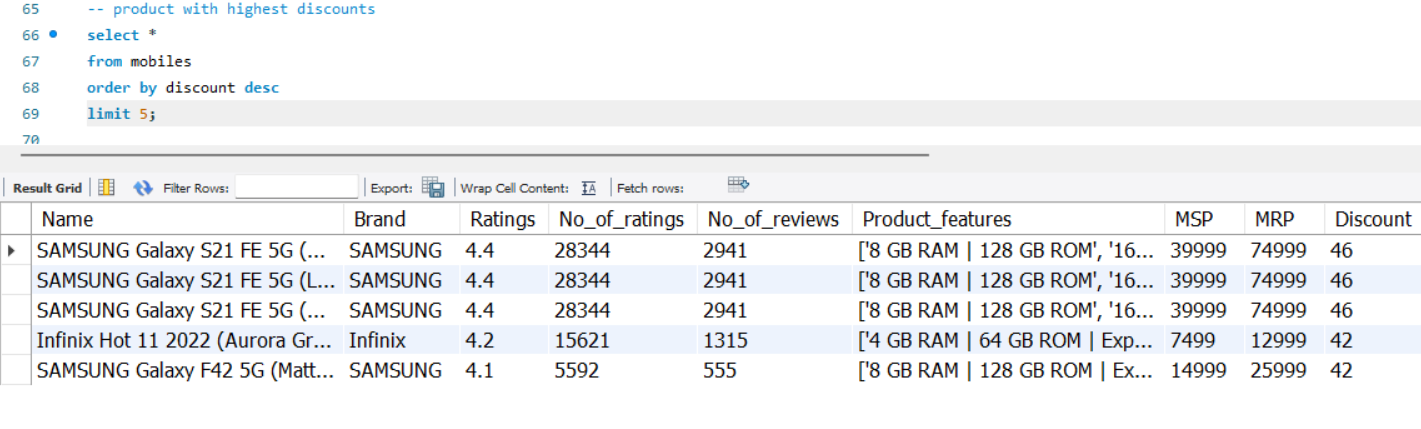 65 -- product with highest discounts
66 select *
67 from mobiles
68 order by discount desc
69 limit 5;
70
Result Grid Filter Rows: Export: Wrap Cell Content: IA Fetch rows:
Name Brand Ratings No_of_ratings No_of_reviews Product_features MSP MRP Discount
SAMSUNG Galaxy S21 FE 5G (... SAMSUNG 4.4 28344 2941 ['8 GB RAM | 128 GB ROM', '16... 39999 74999 46
SAMSUNG Galaxy S21 FE 5G (L... SAMSUNG 4.4 28344 2941 ['8 GB RAM | 128 GB ROM', '16... 39999 74999 46
SAMSUNG Galaxy S21 FE 5G (... SAMSUNG 4.4 28344 2941 ['8 GB RAM | 128 GB ROM', '16... 39999 74999 46
Infinix Hot 11 2022 (Aurora Gr... Infinix 4.2 15621 1315 ['4 GB RAM | 64 GB ROM | Exp... 7499 12999 42
SAMSUNG Galaxy F42 5G (Matt... SAMSUNG 4.1 5592 555 ['8 GB RAM | 128 GB ROM | Ex... 14999 25999 42